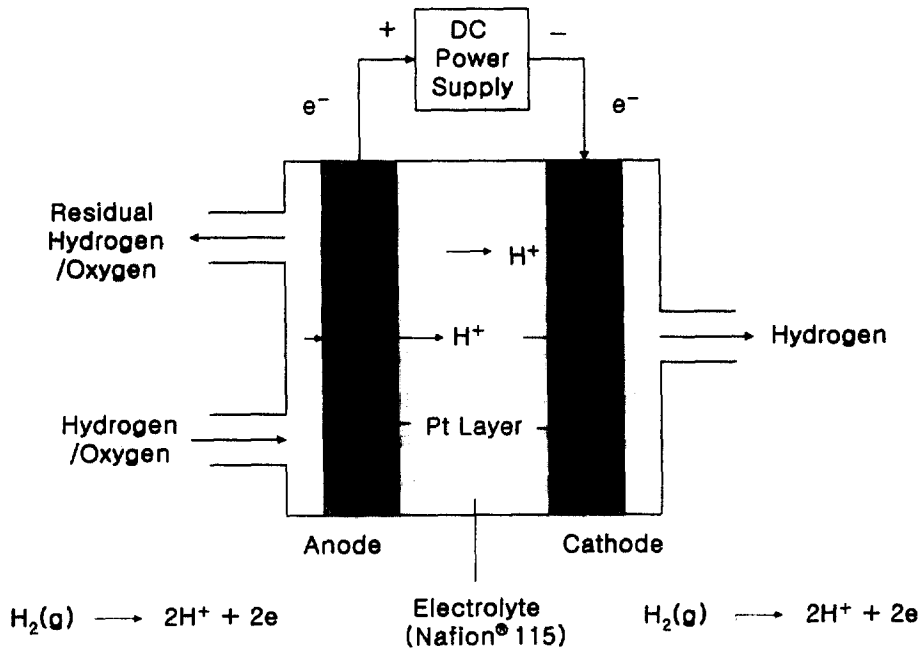 + DC −
Power
Supply
e⁻ e⁻
Residual
Hydrogen
/Oxygen
H⁺
H⁺
Hydrogen
Hydrogen
/Oxygen
Pt Layer
Anode Cathode
H₂(g) → 2H⁺ + 2e
Electrolyte
(Nafion® 115)
H₂(g) → 2H⁺ + 2e